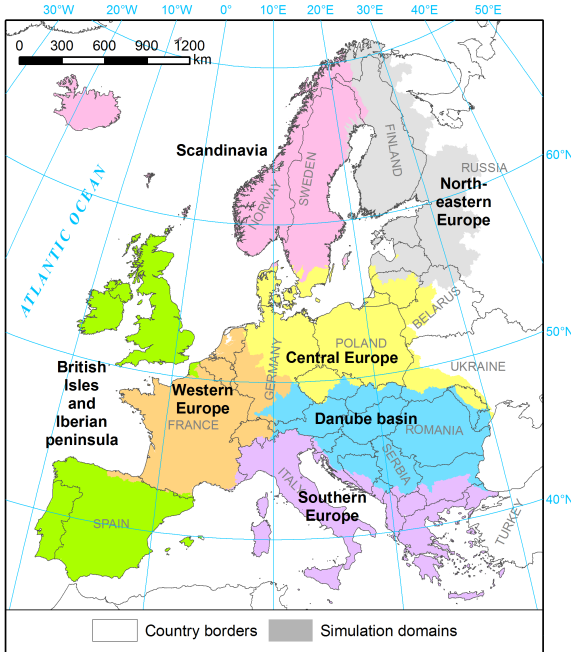 30°W 20°W 10°W 0° 10°E 20°E 30°E 40°E 50°E
0 300 600 900 1200
km
Scandinavia
FINLAND
RUSSIA
60°N
North-
eastern
Europe
NORWAY
SWEDEN
ATLANTIC OCEAN
BELARUS
50°N
POLAND
Central Europe
GERMANY
UKRAINE
British
Isles
and
Iberian
peninsula
Western
Europe
FRANCE
Danube basin
ROMANIA
SERBIA
ITALY
Southern
Europe
40°N
TURKEY
SPAIN
Country borders
Simulation domains